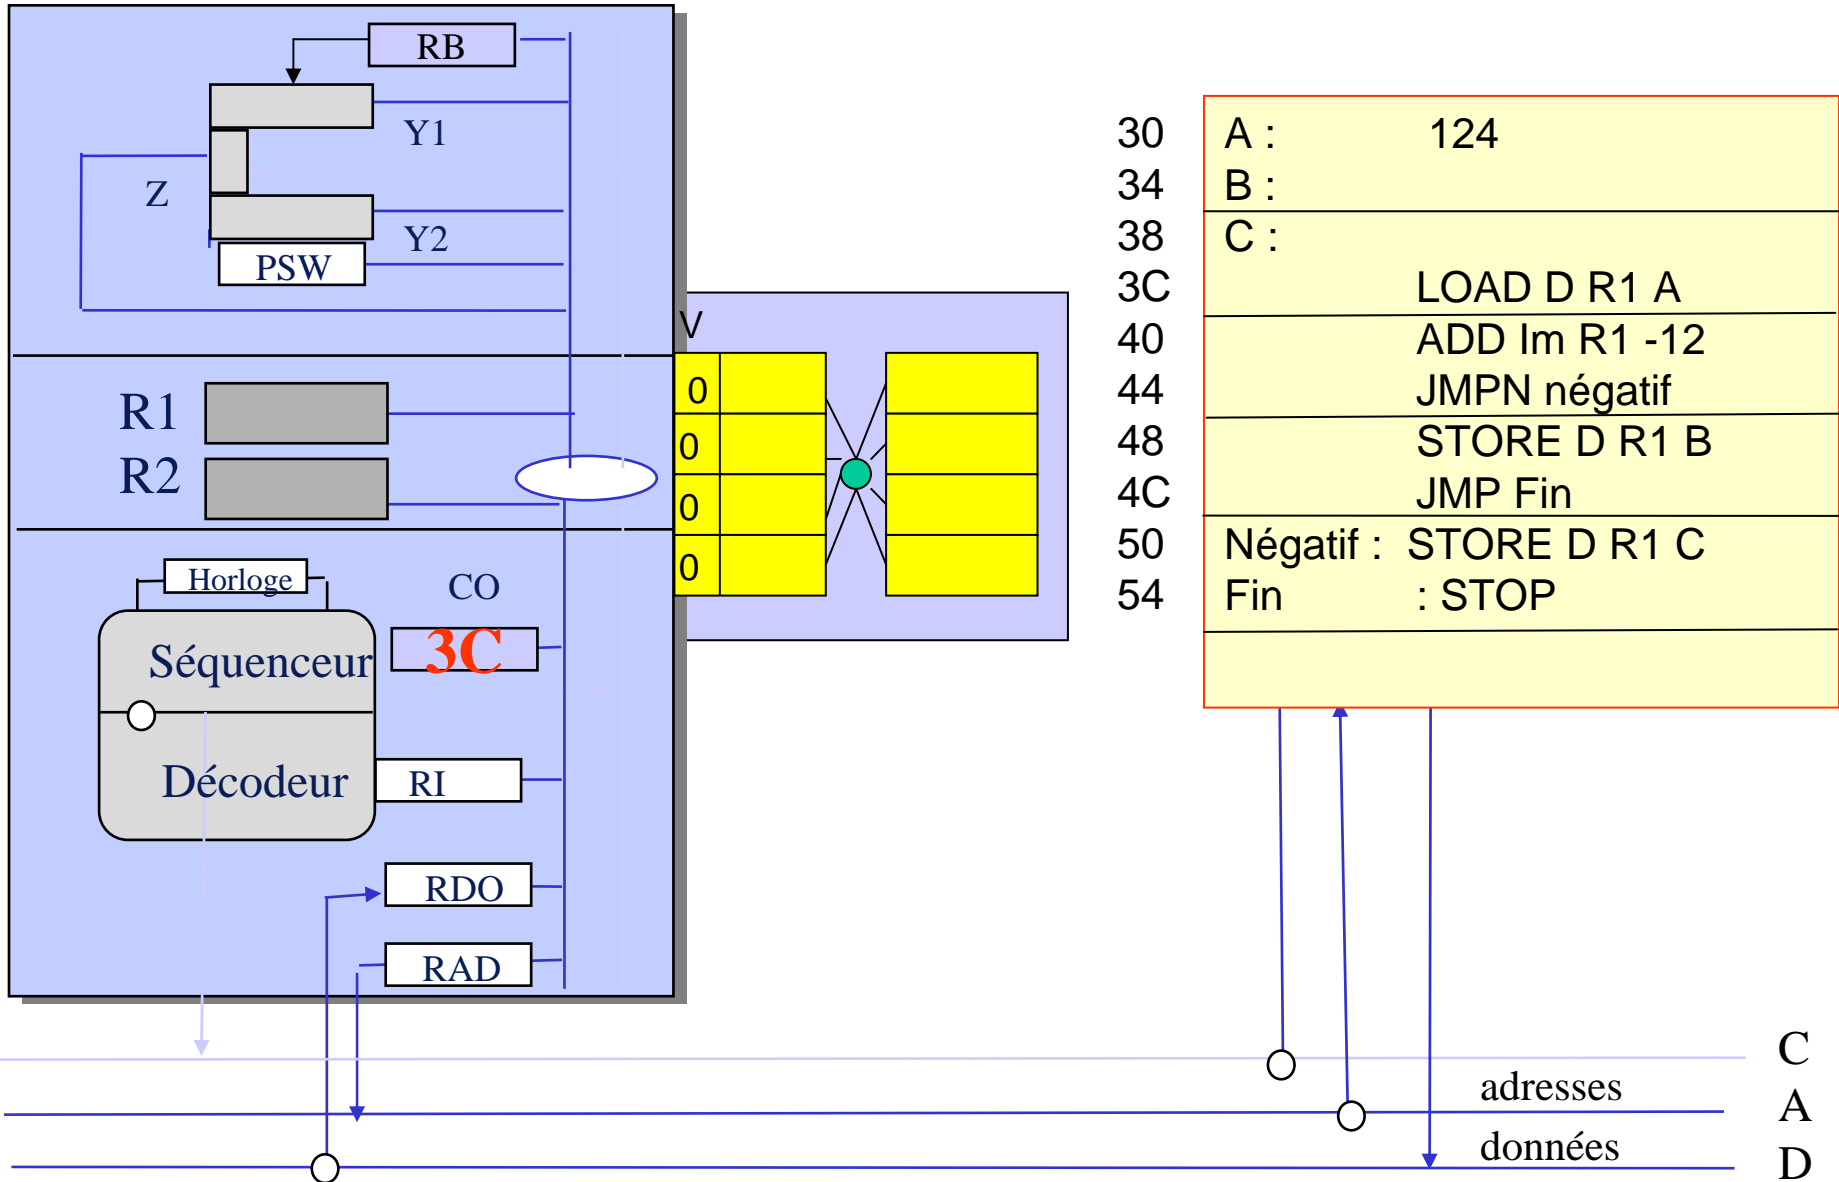 RB
Y1
Z
Y2
PSW
R1
R2
Horloge
CO
3C
Séquenceur
Décodeur
RI
RDO
RAD
V
0
0
0
0
30 A : 124
34 B :
38 C :
3C LOAD D R1 A
40 ADD Im R1 -12
44 JMPN négatif
48 STORE D R1 B
4C JMP Fin
50 Négatif : STORE D R1 C
54 Fin : STOP
C
adresses A
données D